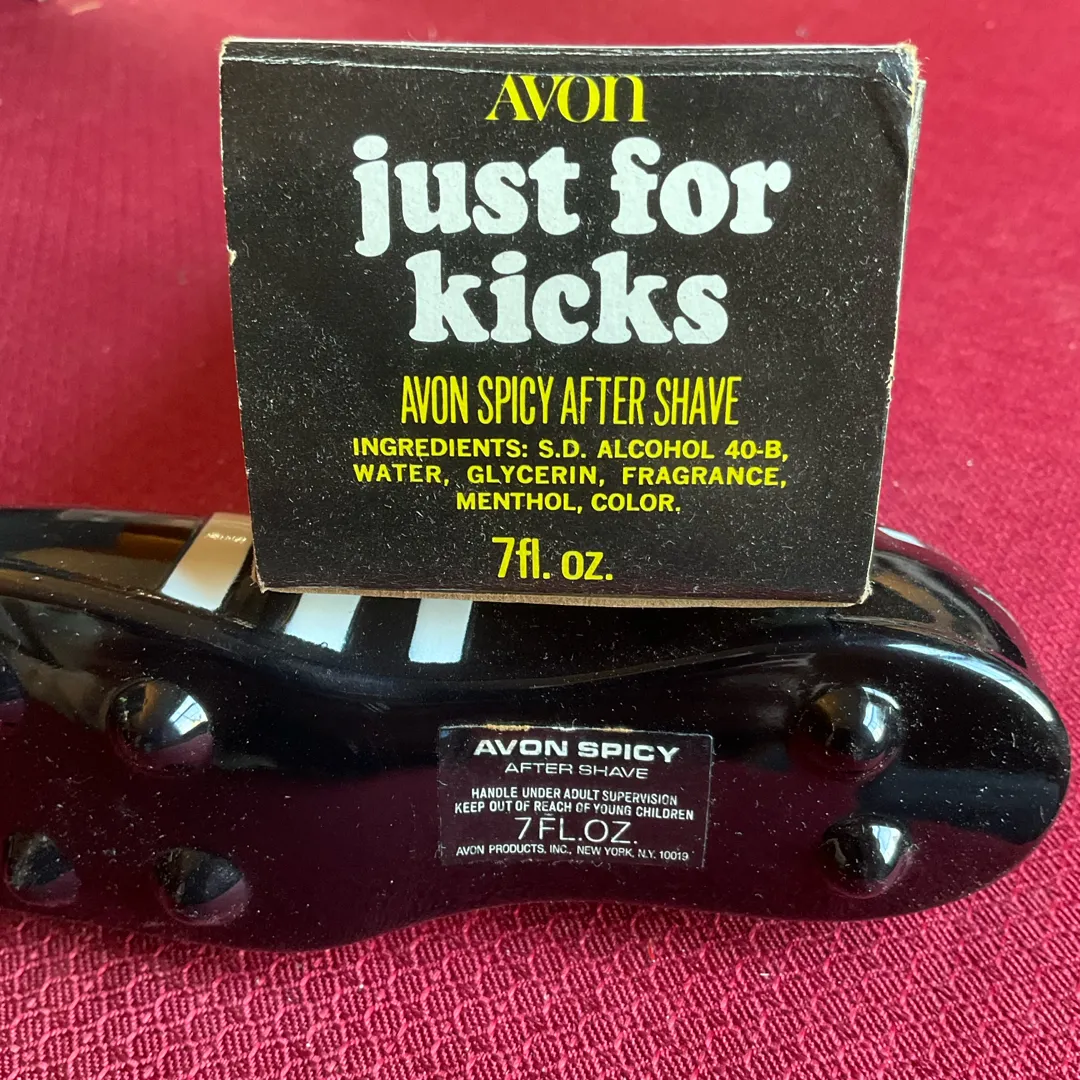 AVON
just for
kicks
AVON SPICY AFTER SHAVE
INGREDIENTS: S.D. ALCOHOL 40-B,
WATER, GLYCERIN, FRAGRANCE,
MENTHOL, COLOR.
7fl. oz.
AVON SPICY
AFTER SHAVE
HANDLE UNDER ADULT SUPERVISION
KEEP OUT OF REACH OF YOUNG CHILDREN
7 FL. OZ.
AVON PRODUCTS, INC., NEW YORK, N.Y. 10019